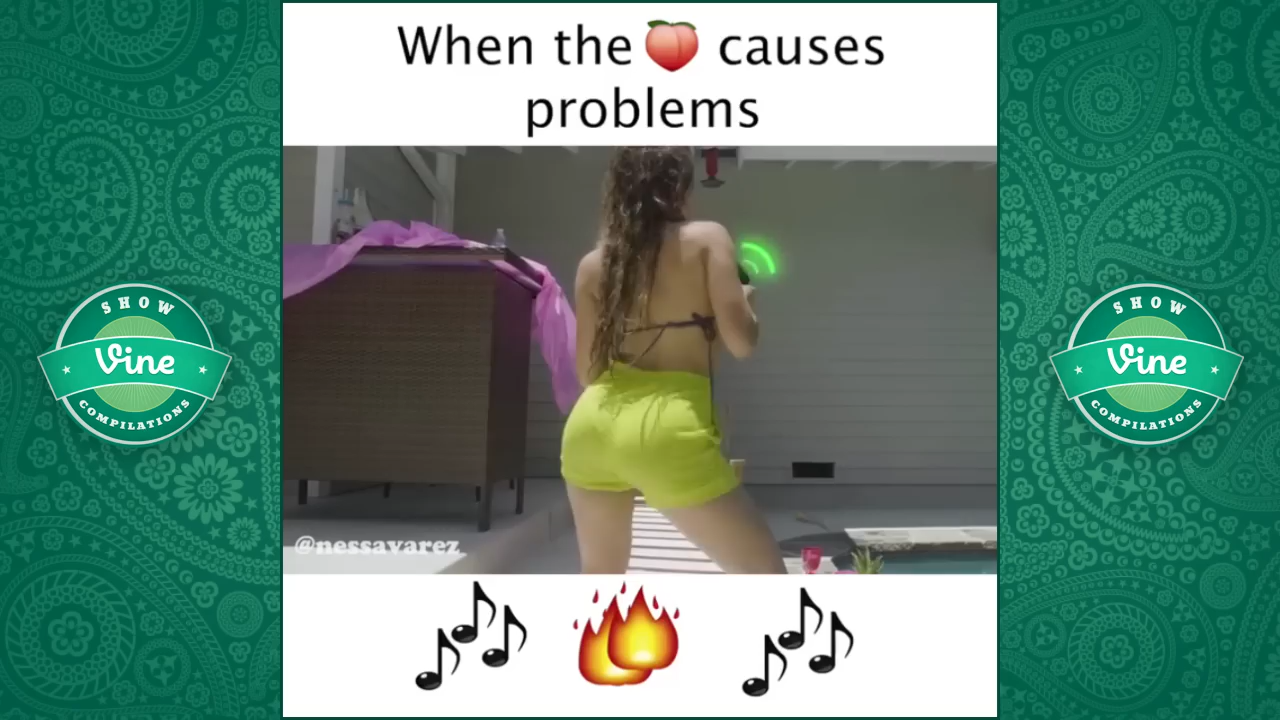 When the 🍑 causes
problems
SHOW
Vine
COMPILATIONS
@nessavarez
SHOW
Vine
COMPILATIONS